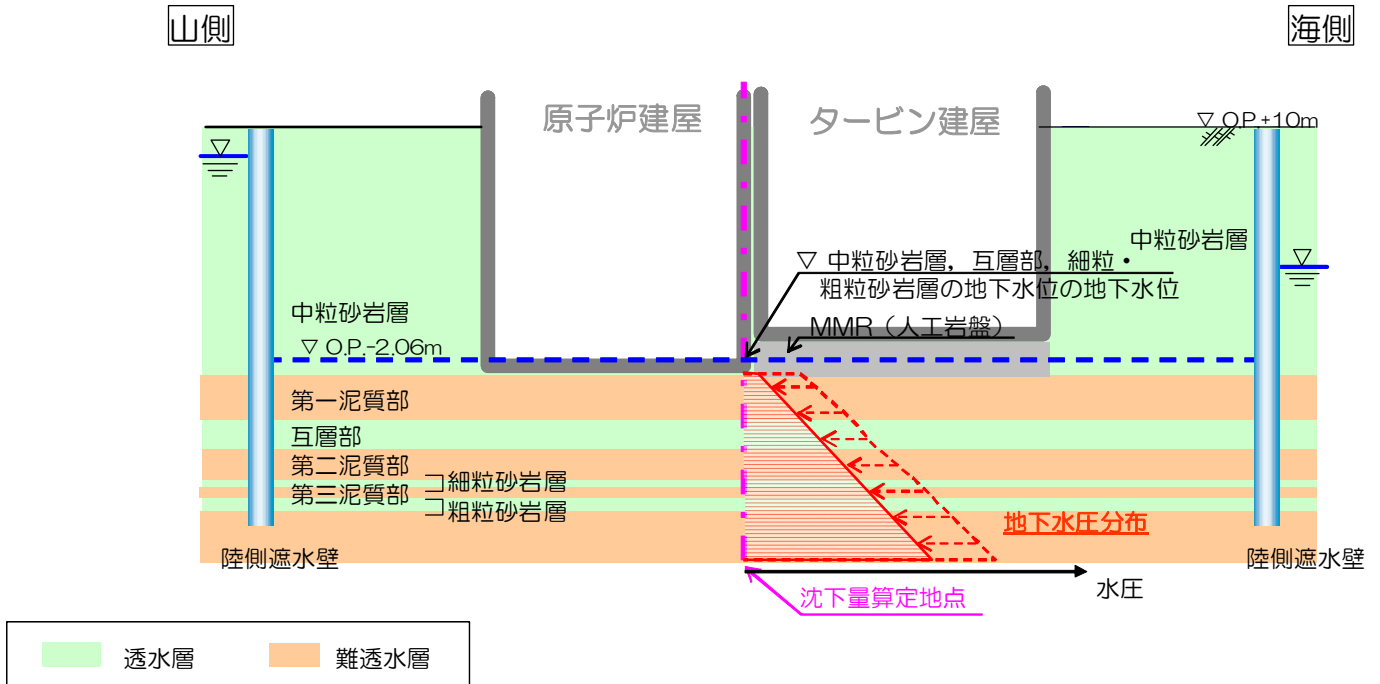 山側
海側
原子炉建屋
タービン建屋
▽ O.P.+10m
中粒砂岩層
▽ 中粒砂岩層，互層部，細粒・
粗粒砂岩層の地下水位の地下水位
MMR（人工岩盤）
中粒砂岩層
▽ O.P.-2.06m
第一泥質部
互層部
第二泥質部
細粒砂岩層
第三泥質部
粗粒砂岩層
地下水圧分布
陸側遮水壁
陸側遮水壁
水圧
沈下量算定地点
透水層
難透水層